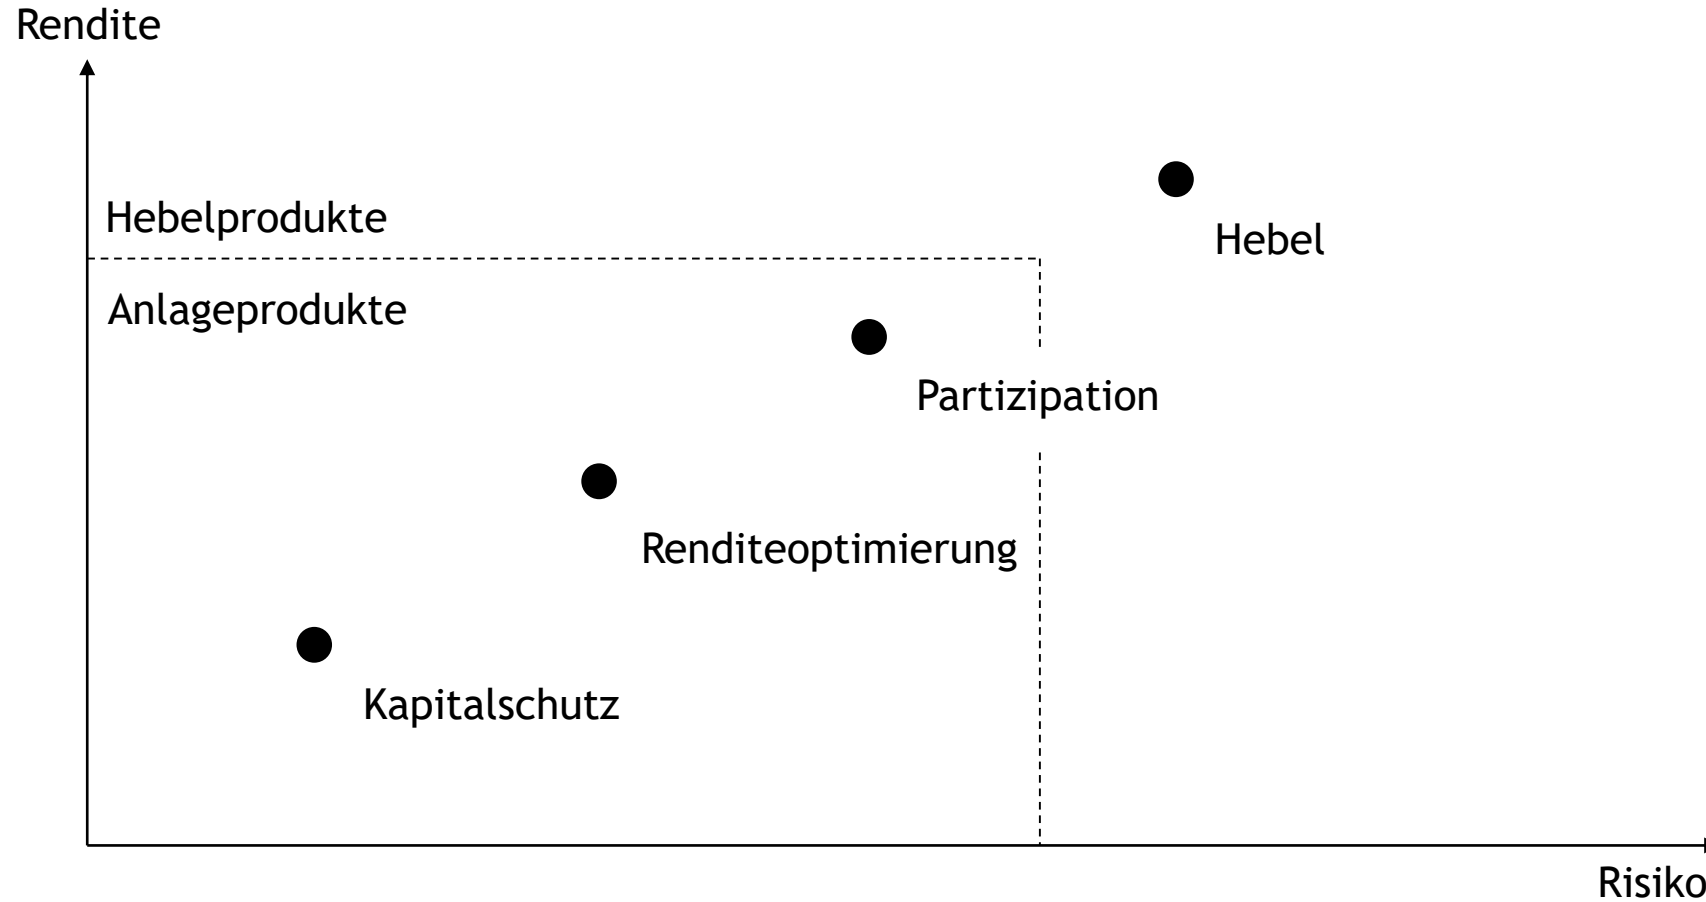 Rendite
Hebelprodukte
Hebel
Anlageprodukte
Partizipation
Renditeoptimierung
Kapitalschutz
Risiko